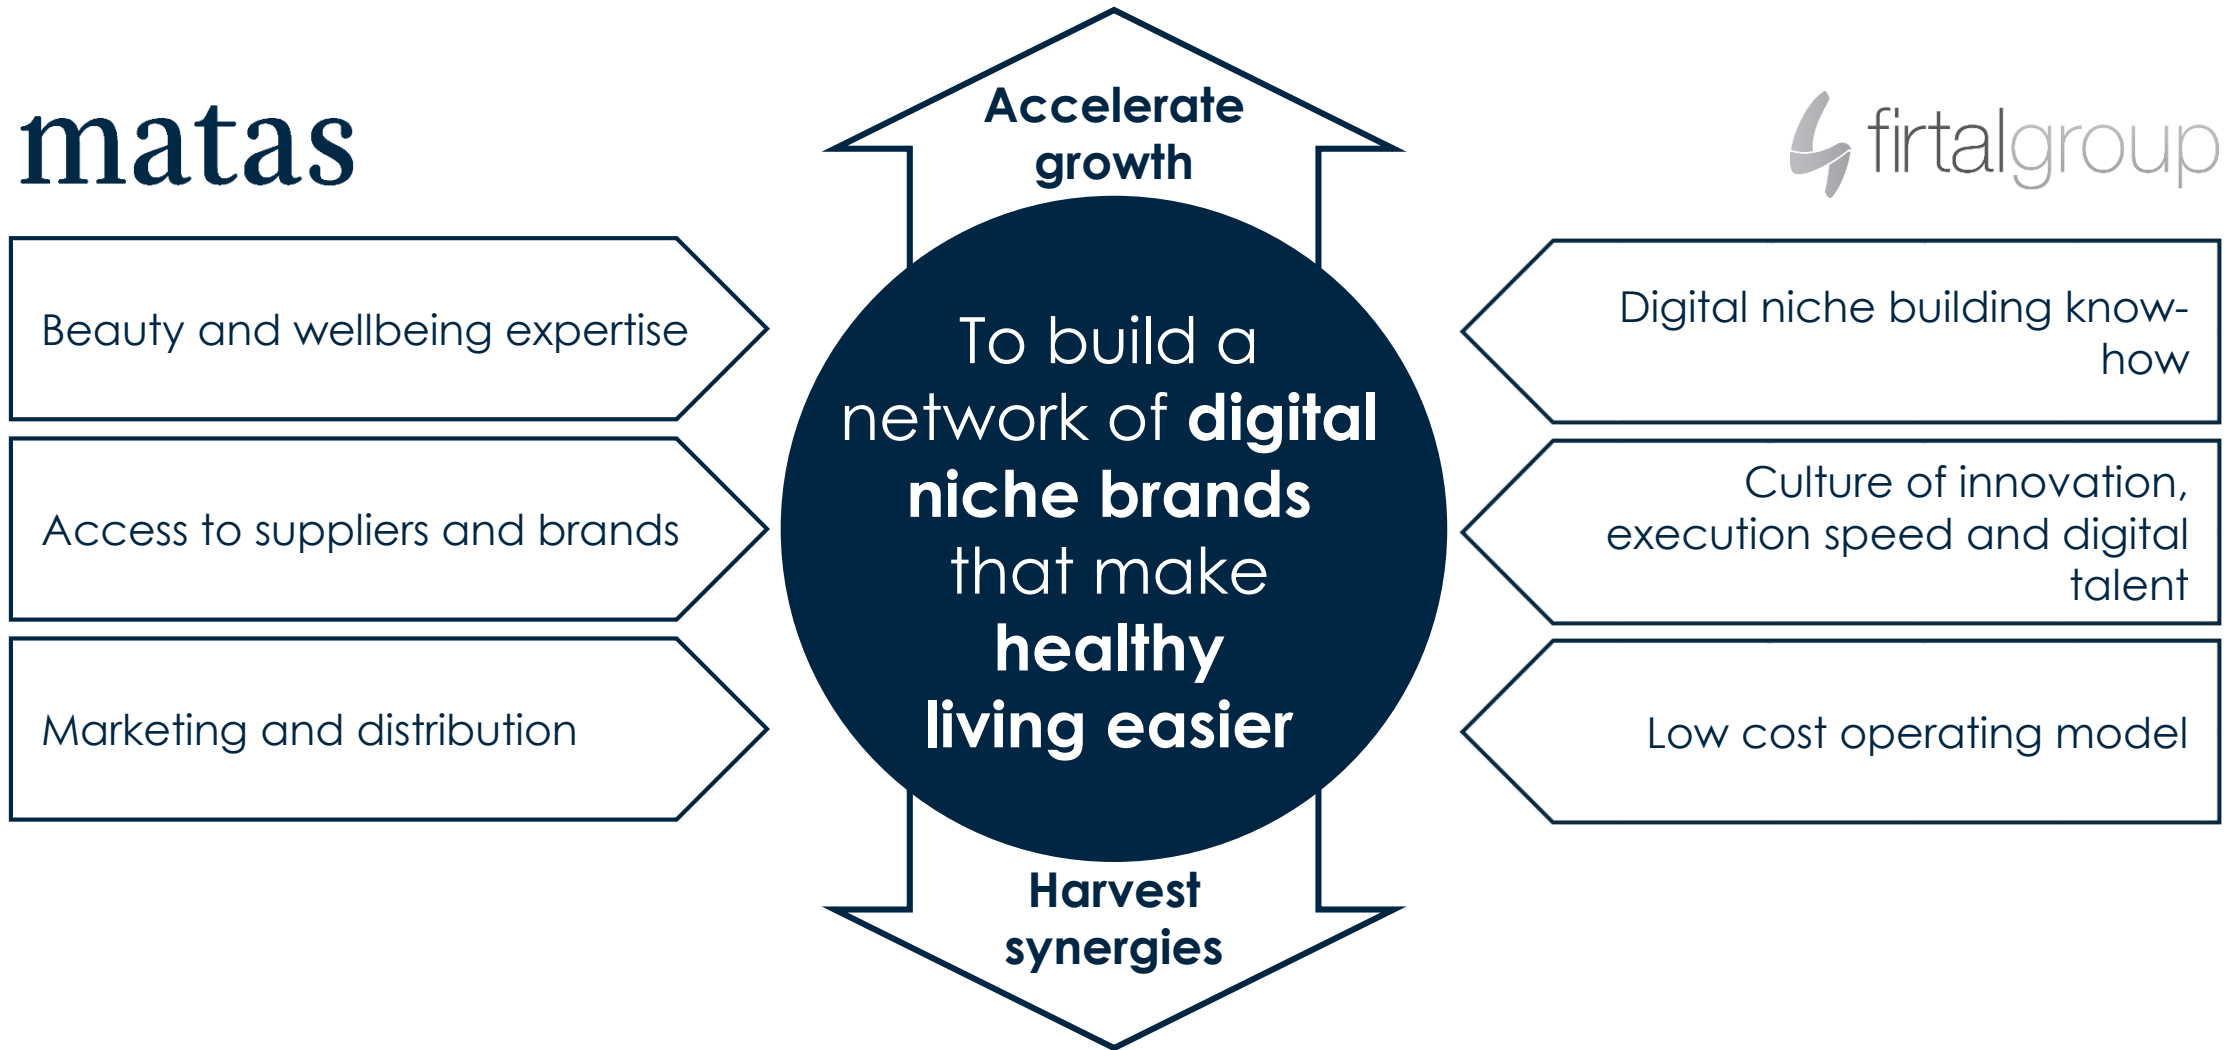 matas
Beauty and wellbeing expertise
Access to suppliers and brands
Marketing and distribution
Accelerate
growth
To build a
network of digital
niche brands
that make
healthy
living easier
Harvest
synergies
firtalgroup
Digital niche building know-
how
Culture of innovation,
execution speed and digital
talent
Low cost operating model